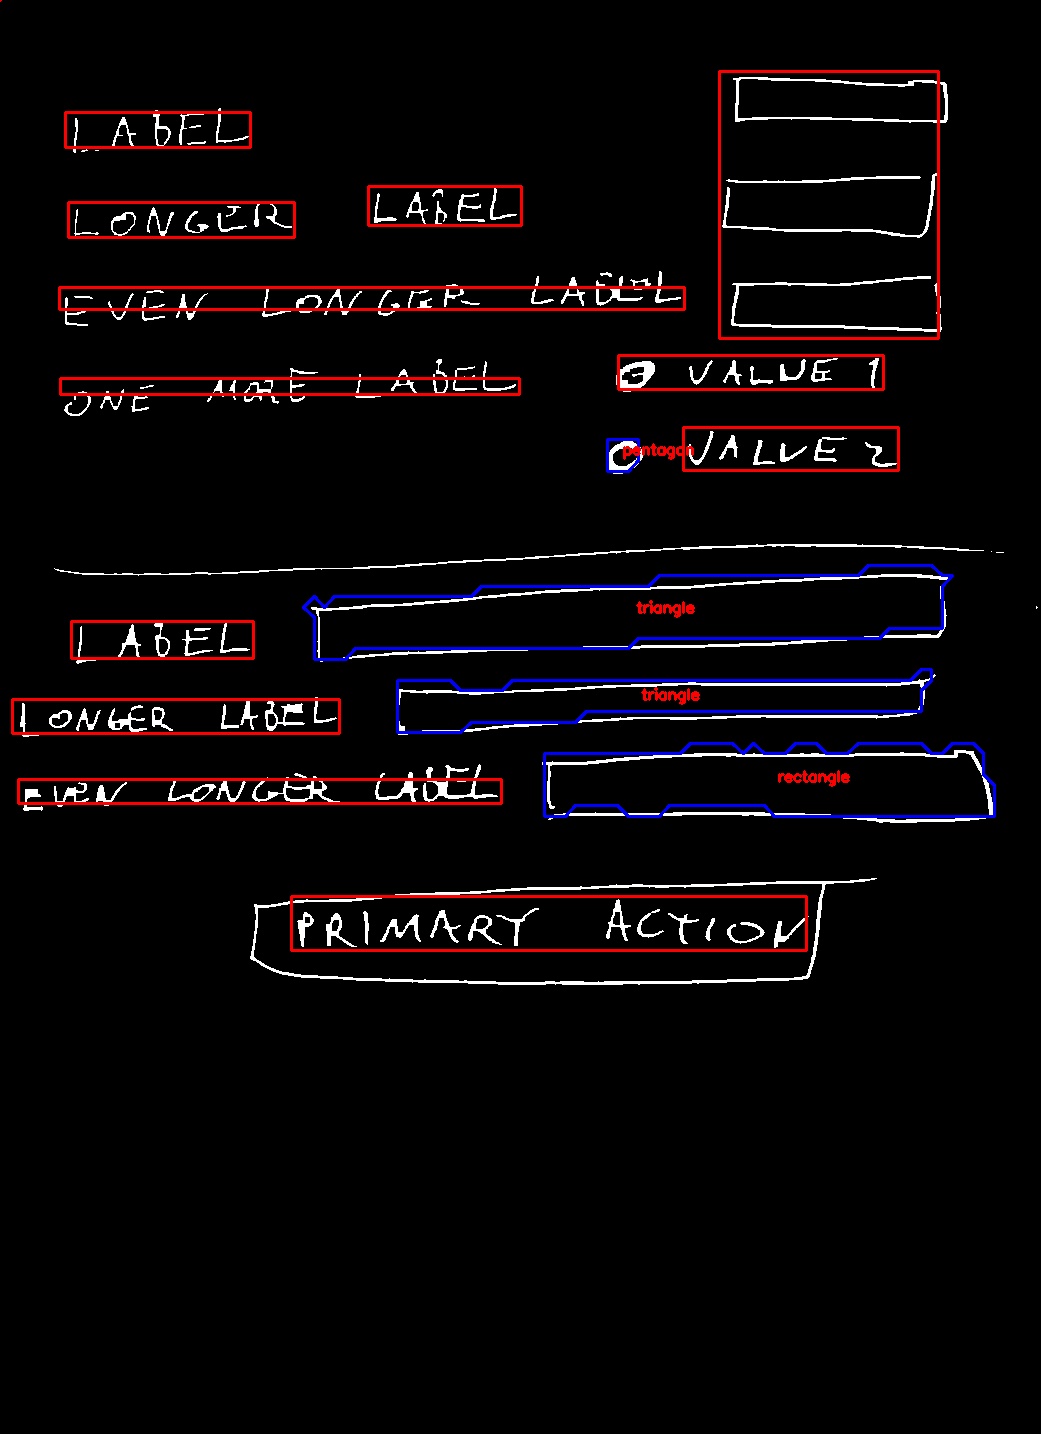 LABEL
LONGER LABEL
EVEN LONGER LABEL
ONE MORE LABEL
VALUE 1
pentagon
VALUE 2
triangle
LABEL
triangle
LONGER LABEL
rectangle
EVEN LONGER LABEL
PRIMARY ACTION